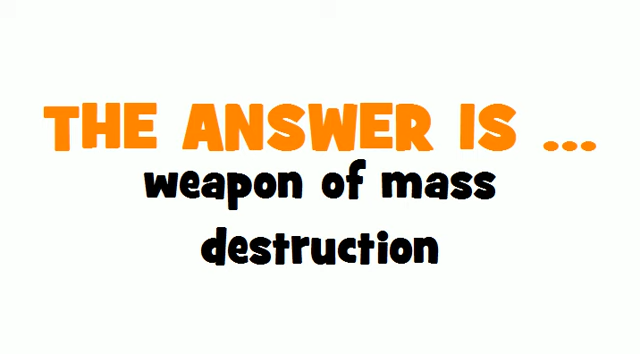 THE ANSWER IS ...
weapon of mass
destruction